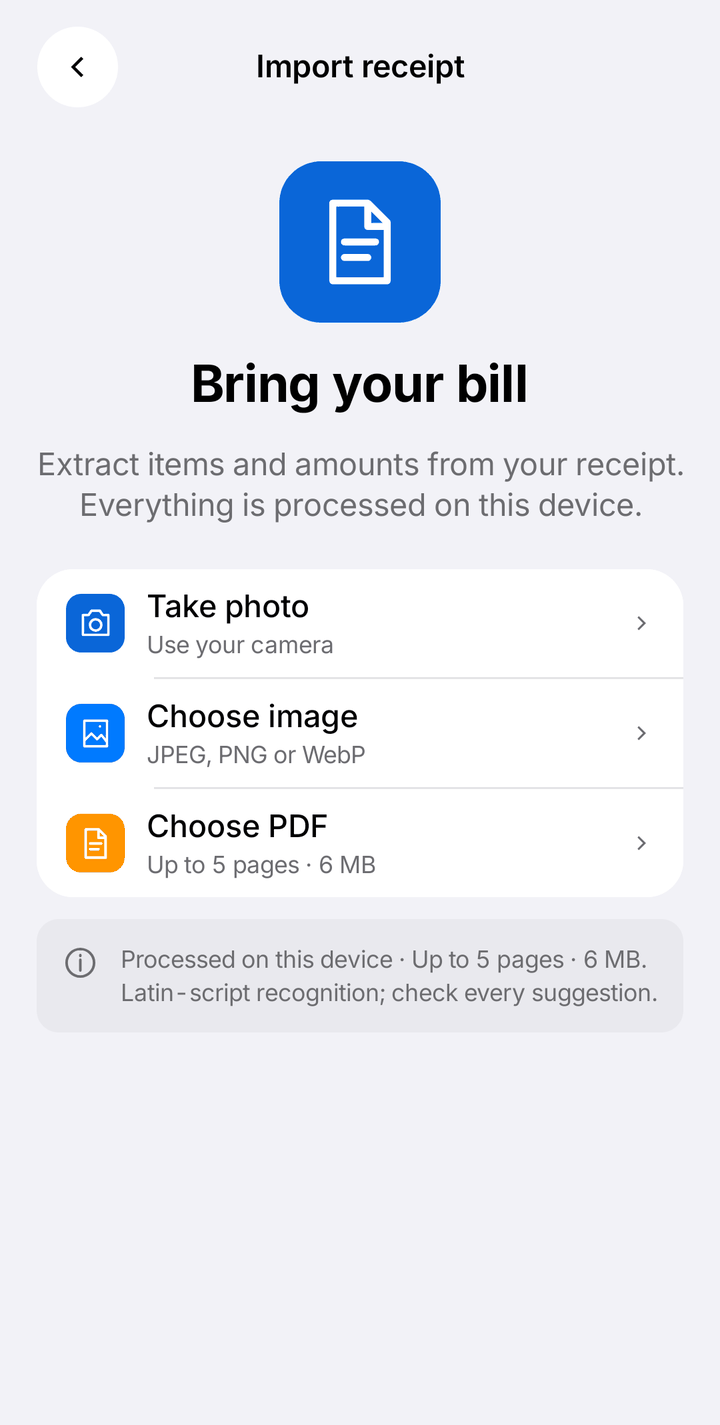 Import receipt
Bring your bill
Extract items and amounts from your receipt.
Everything is processed on this device.
Take photo
Use your camera
Choose image
JPEG, PNG or WebP
Choose PDF
Up to 5 pages · 6 MB
Processed on this device · Up to 5 pages · 6 MB.
Latin-script recognition; check every suggestion.